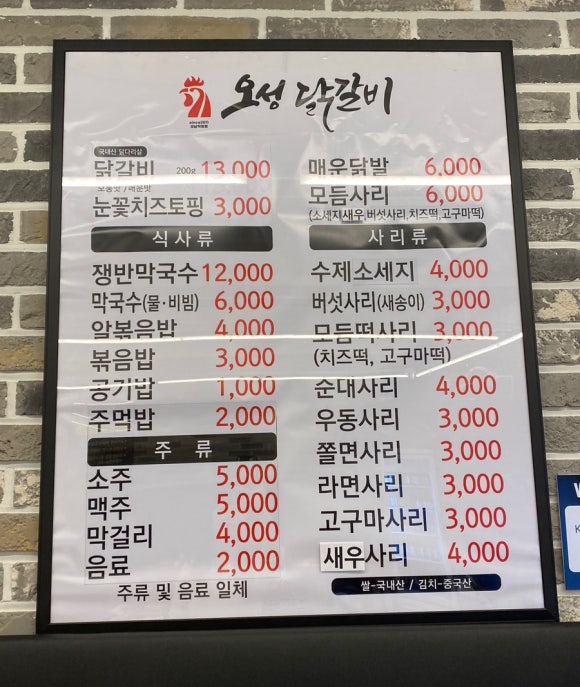 오성 닭갈비
국내산 닭다리살
닭갈비 200g 13,000
보통맛 / 매운맛
눈꽃치즈토핑 3,000
식사류
쟁반막국수 12,000
막국수(물·비빔) 6,000
알볶음밥 4,000
볶음밥 3,000
공기밥 1,000
주먹밥 2,000
주류
소주 5,000
맥주 5,000
막걸리 4,000
음료 2,000
주류 및 음료 일체
매운닭발 6,000
모듬사리 6,000
(소세지새우,버섯사리,치즈떡,고구마떡)
사리류
수제소세지 4,000
버섯사리(새송이) 3,000
모듬떡사리 3,000
(치즈떡, 고구마떡)
순대사리 4,000
우동사리 3,000
쫄면사리 3,000
라면사리 3,000
고구마사리 3,000
새우사리 4,000
쌀-국내산 / 김치-중국산